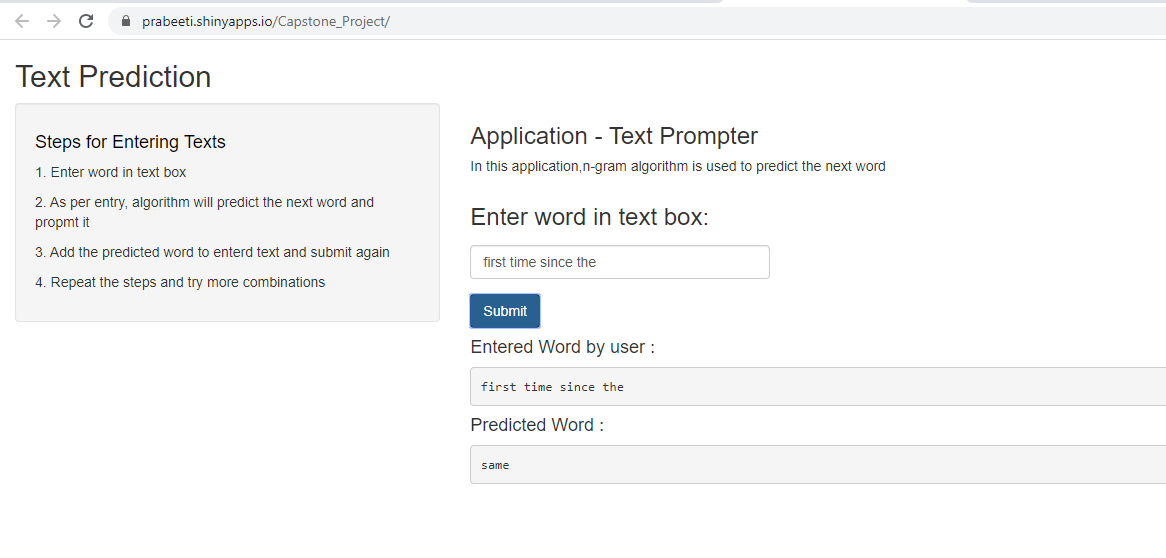 prabeeti.shinyapps.io/Capstone_Project/
Text Prediction
Steps for Entering Texts
1. Enter word in text box
2. As per entry, algorithm will predict the next word and
propmt it
3. Add the predicted word to enterd text and submit again
4. Repeat the steps and try more combinations
Application - Text Prompter
In this application,n-gram algorithm is used to predict the next word
Enter word in text box:
first time since the
Submit
Entered Word by user :
first time since the
Predicted Word :
same